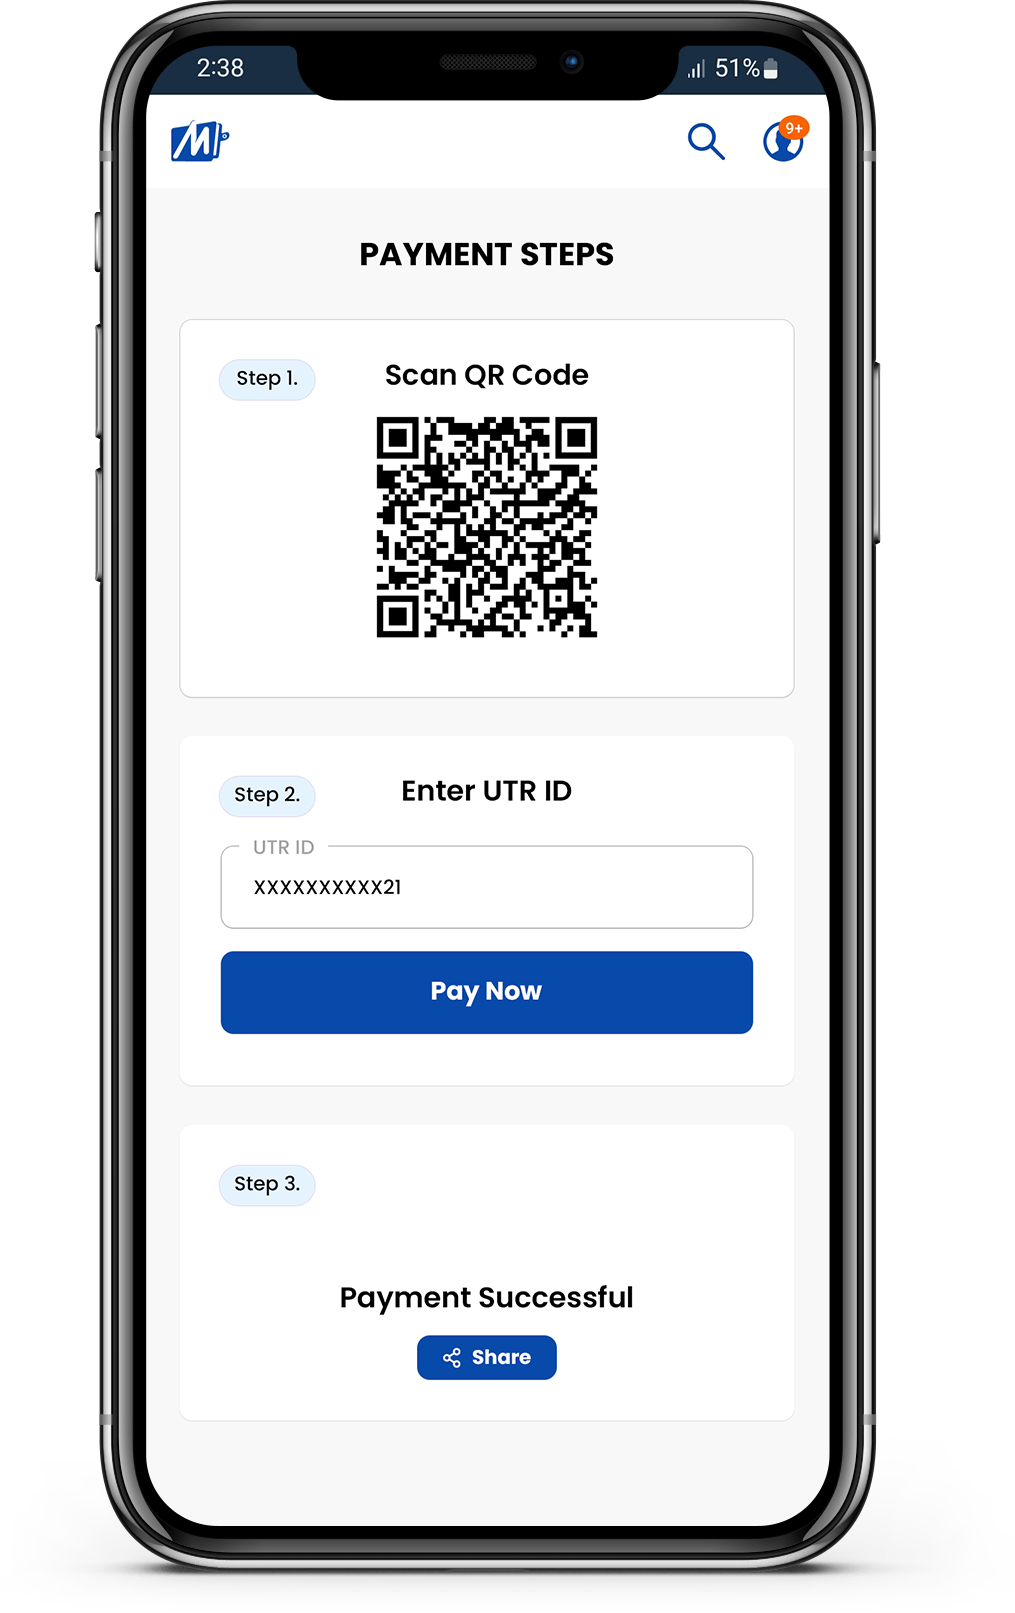 2:38
51%
M
9+
PAYMENT STEPS
Step 1.
Scan QR Code
Step 2.
Enter UTR ID
UTR ID
XXXXXXXXXX21
Pay Now
Step 3.
Payment Successful
Share